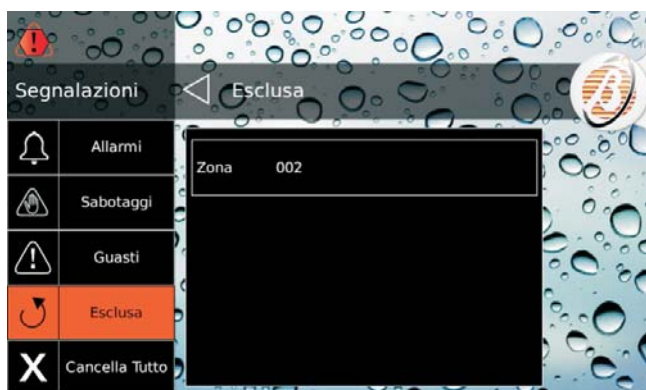 Segnalazioni
Esclusa
Allarmi
Sabotaggi
Guasti
Esclusa
Cancella Tutto
Zona 002